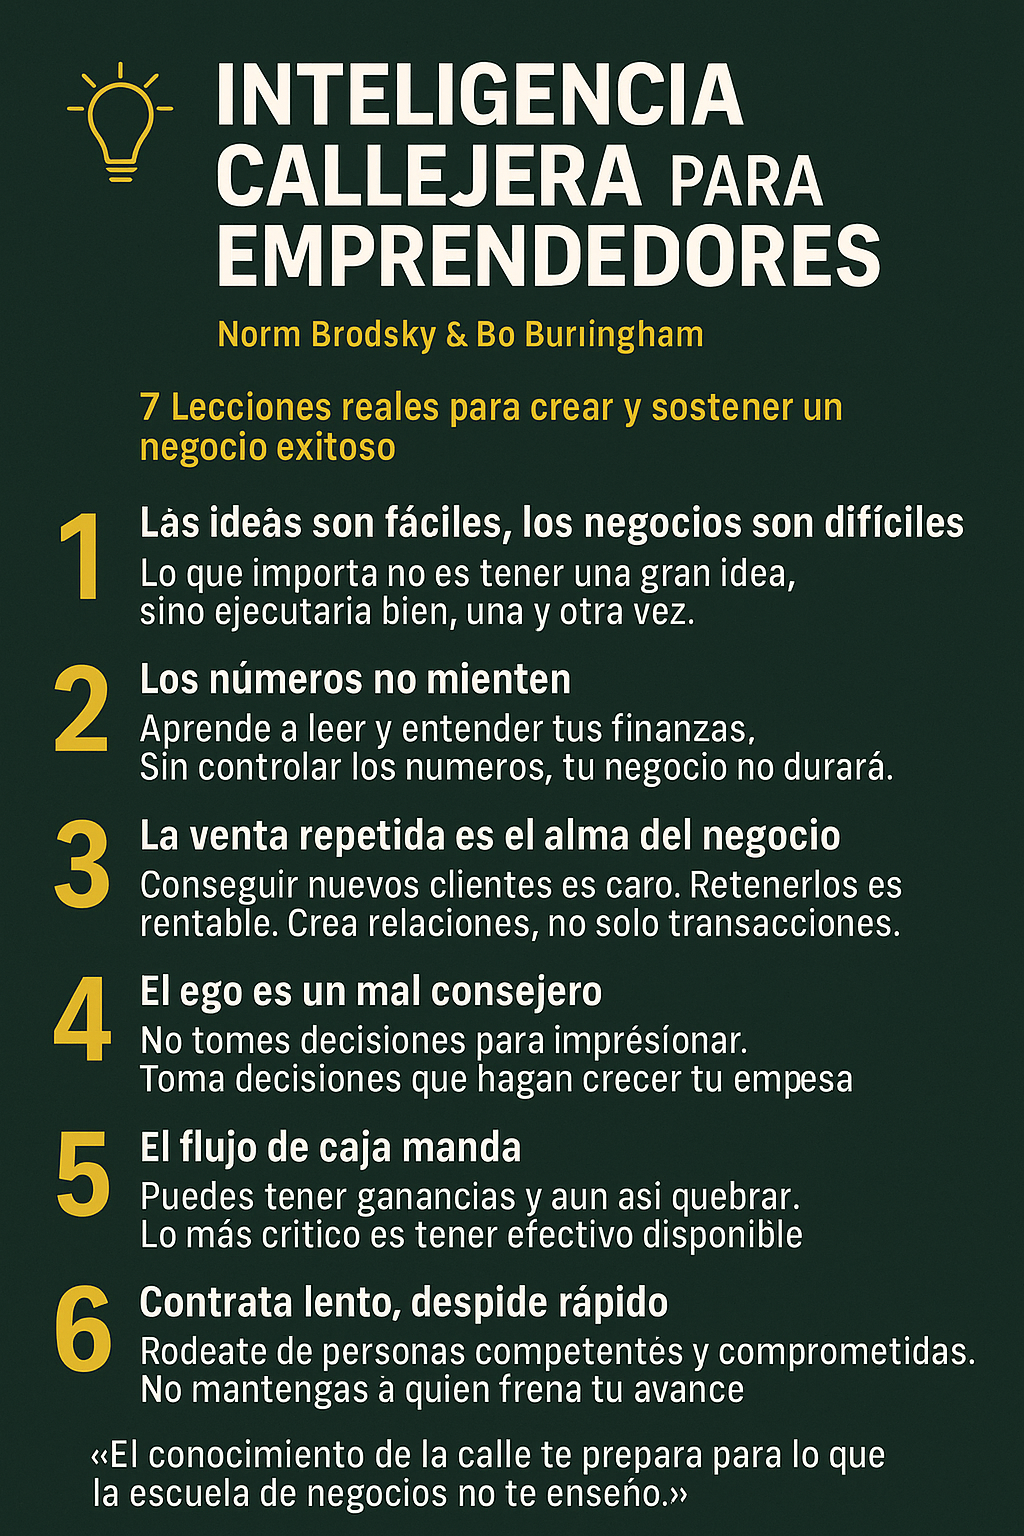 INTELIGENCIA
CALLEJERA PARA
EMPRENDEDORES
Norm Brodsky & Bo Burıingham
7 Lecciones reales para crear y sostener un
negocio exitoso
1 Lȧs ideȧs son fáciles, los negocios son difíciles
Lo que importa no es tener una gran idea,
sino ejecutaria bien, una y otra vez.
2 Los números no mienten
Aprende a leer y entender tus finanzas,
Sin controlar los numeros, tu negocio no durará.
3 La venta repetida es el alma del negocio
Conseguir nuevos clientes es caro. Retenerlos es
rentable. Crea relaciones, no solo transacciones.
4 El ego es un mal consejero
No tomes decisiones para imprésíonar.
Toma decisiones que hagan crecer tu empesa
5 El flujo de caja manda
Puedes tener ganancias y aun asi quebrar.
Lo más critico es tener efectivo disponible
6 Contrata lento, despide rápido
Rodeate de personas competentės y comprometidas.
No mantengas ȧ quien frena tu avance
«El conocimiento de la calle te prepara para lo que
la escuela de negocios no te enseńo.»